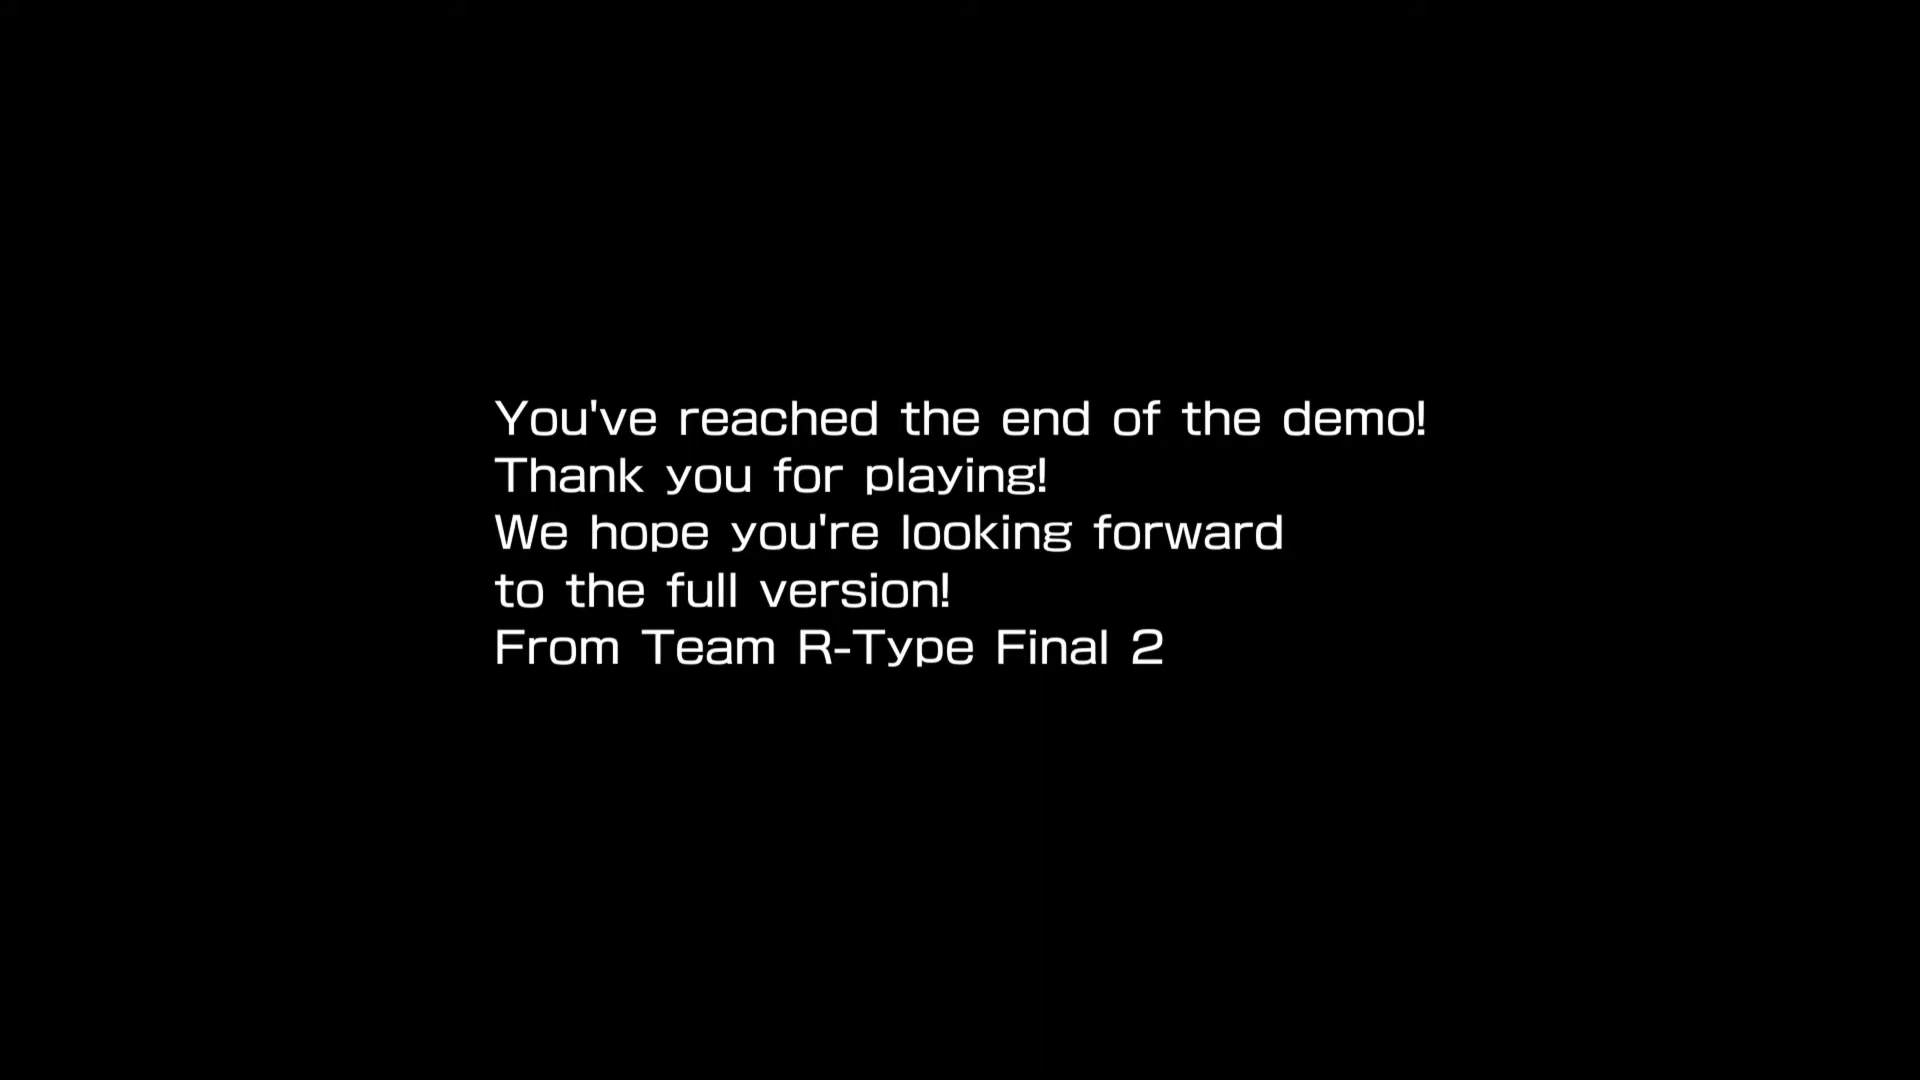 You've reached the end of the demo!
Thank you for playing!
We hope you're looking forward
to the full version!
From Team R-Type Final 2